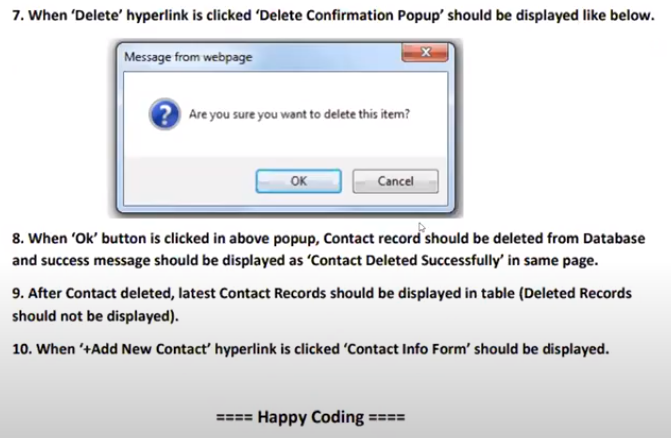 7. When ‘Delete’ hyperlink is clicked ‘Delete Confirmation Popup’ should be displayed like below.
Message from webpage
x
?
Are you sure you want to delete this item?
OK
Cancel
8. When ‘Ok’ button is clicked in above popup, Contact record should be deleted from Database
and success message should be displayed as ‘Contact Deleted Successfully’ in same page.
9. After Contact deleted, latest Contact Records should be displayed in table (Deleted Records
should not be displayed).
10. When ‘+Add New Contact’ hyperlink is clicked ‘Contact Info Form’ should be displayed.
==== Happy Coding ====